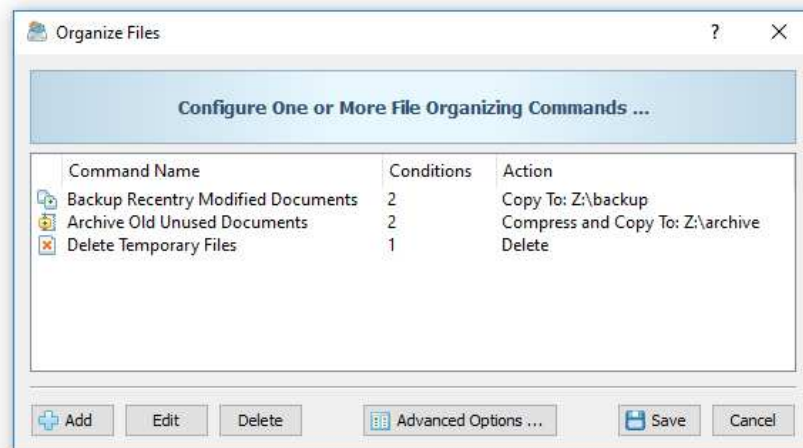 Organize Files
?
Configure One or More File Organizing Commands ...
Command Name Conditions Action
Backup Recentry Modified Documents 2 Copy To: Z:\backup
Archive Old Unused Documents 2 Compress and Copy To: Z:\archive
Delete Temporary Files 1 Delete
Add Edit Delete Advanced Options ... Save Cancel